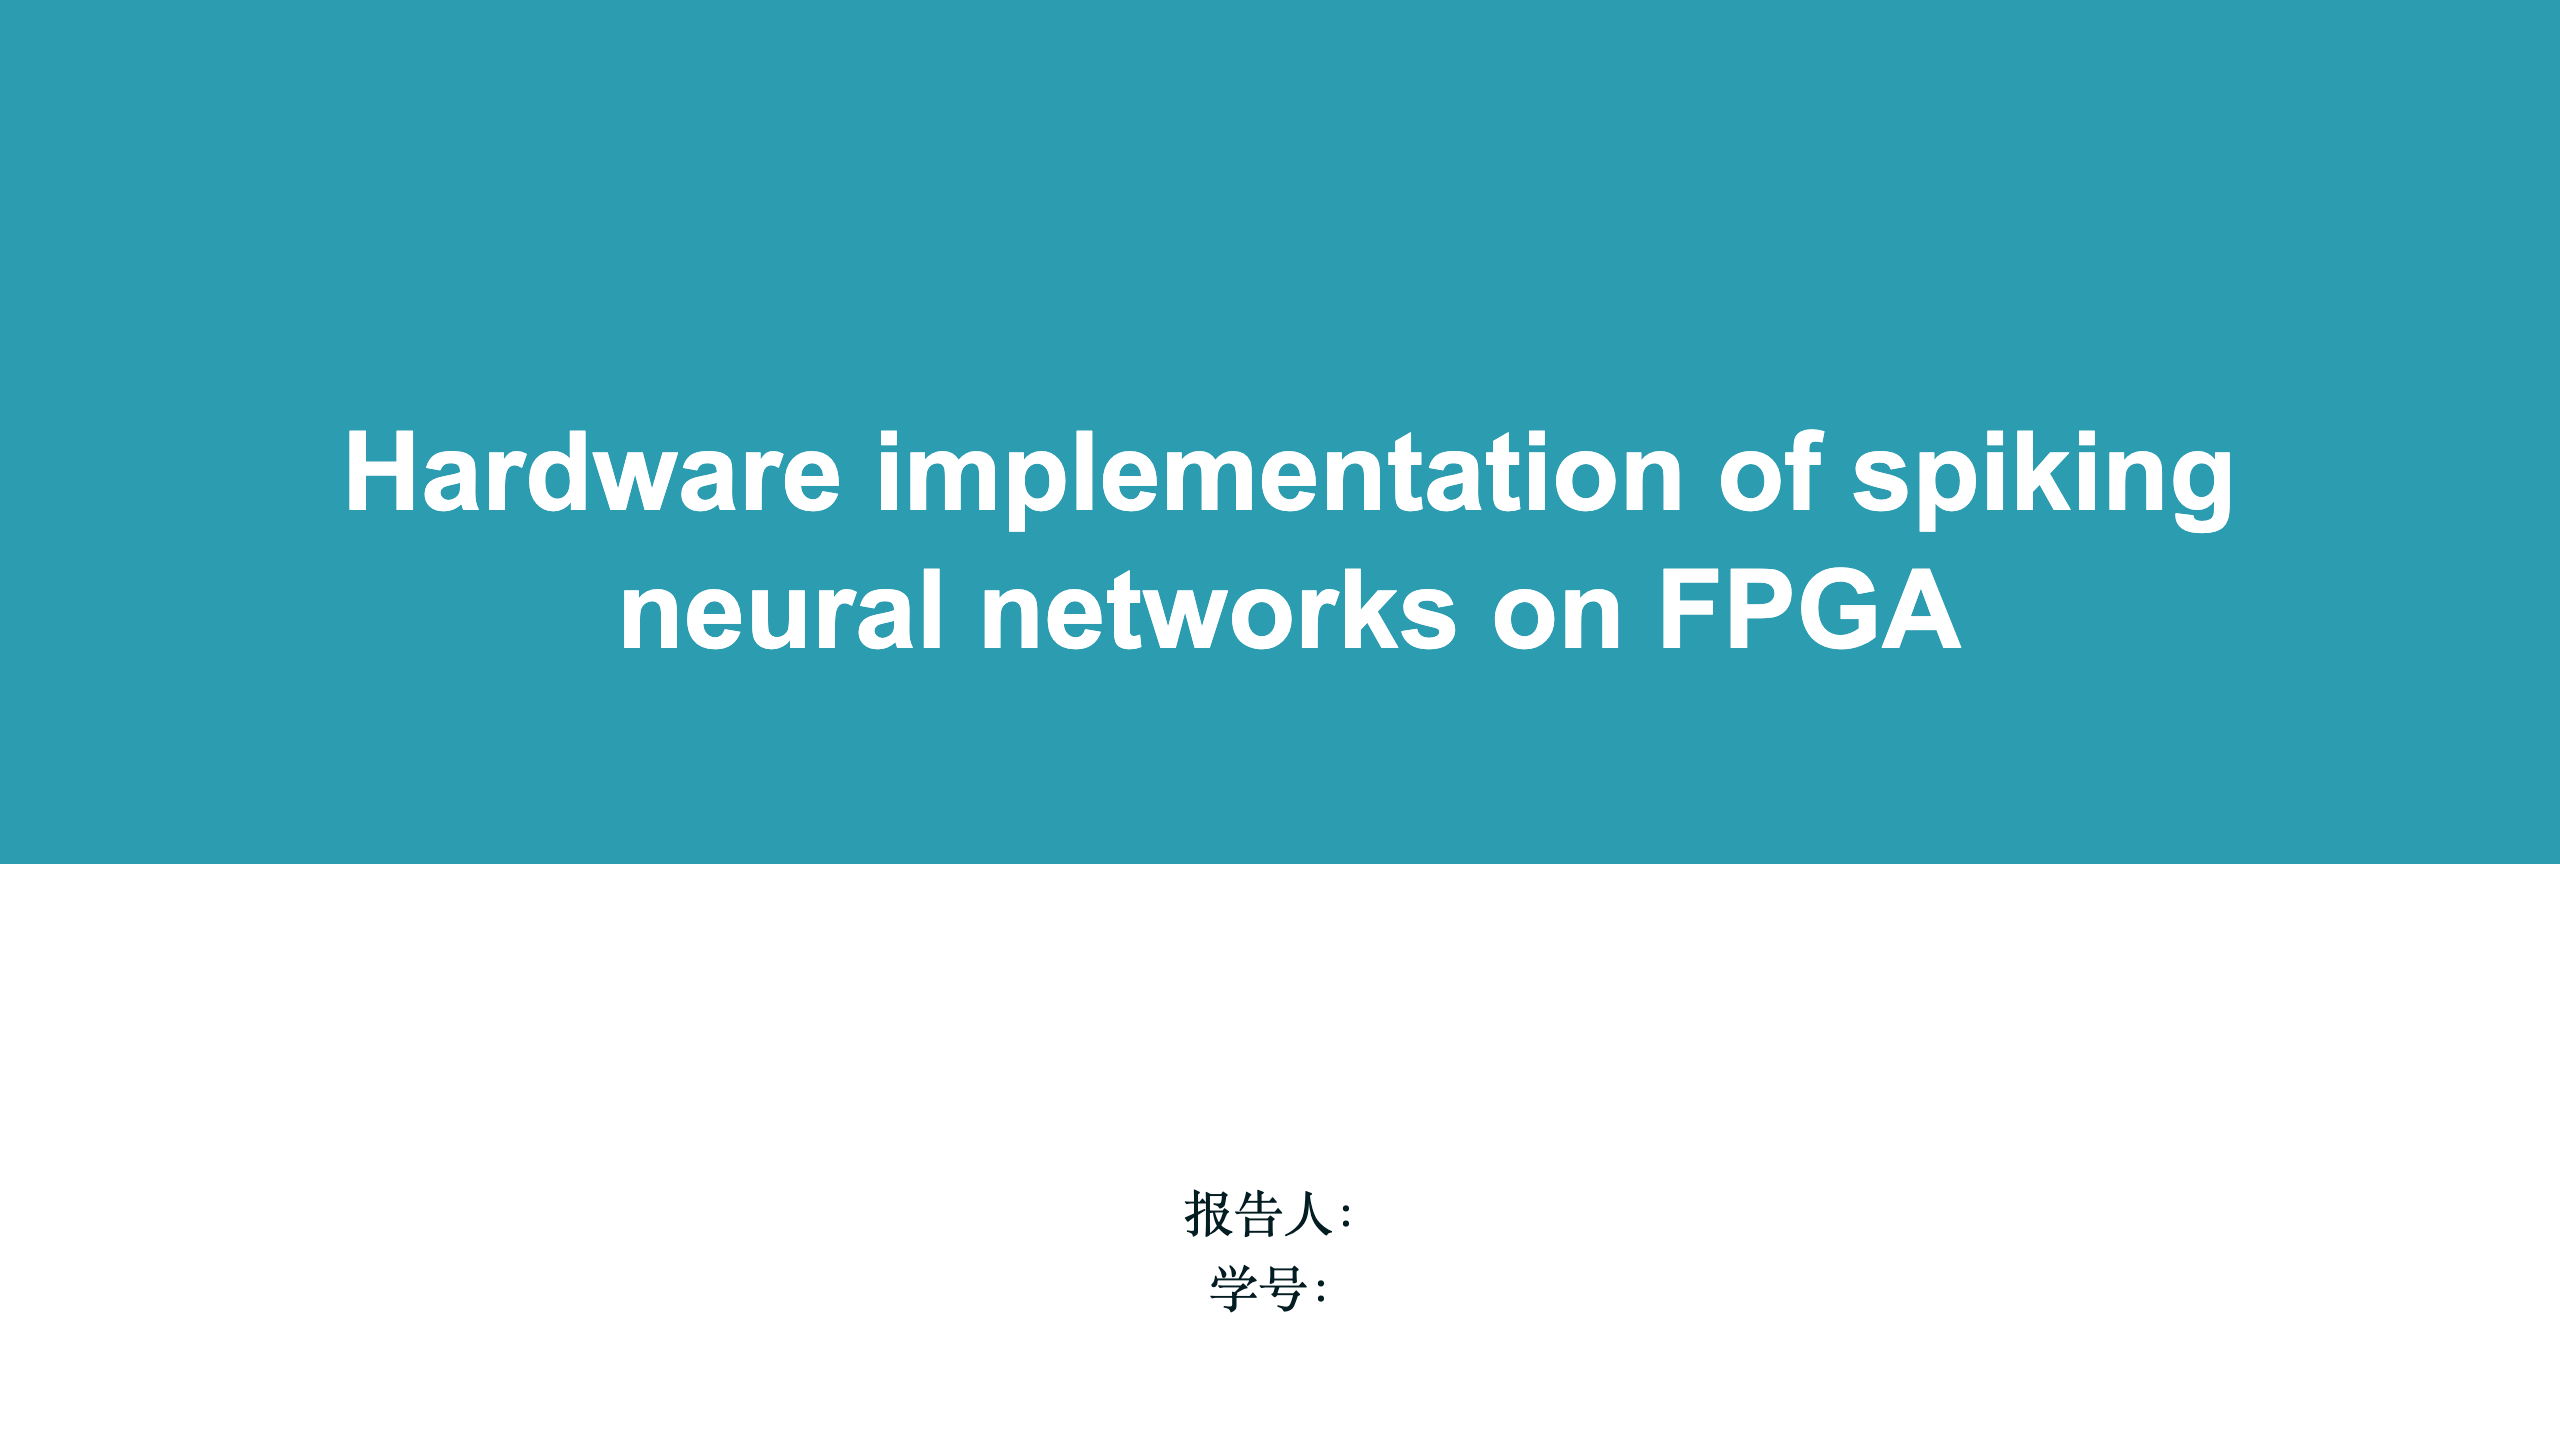 Hardware implementation of spiking
neural networks on FPGA
报告人：
学号：